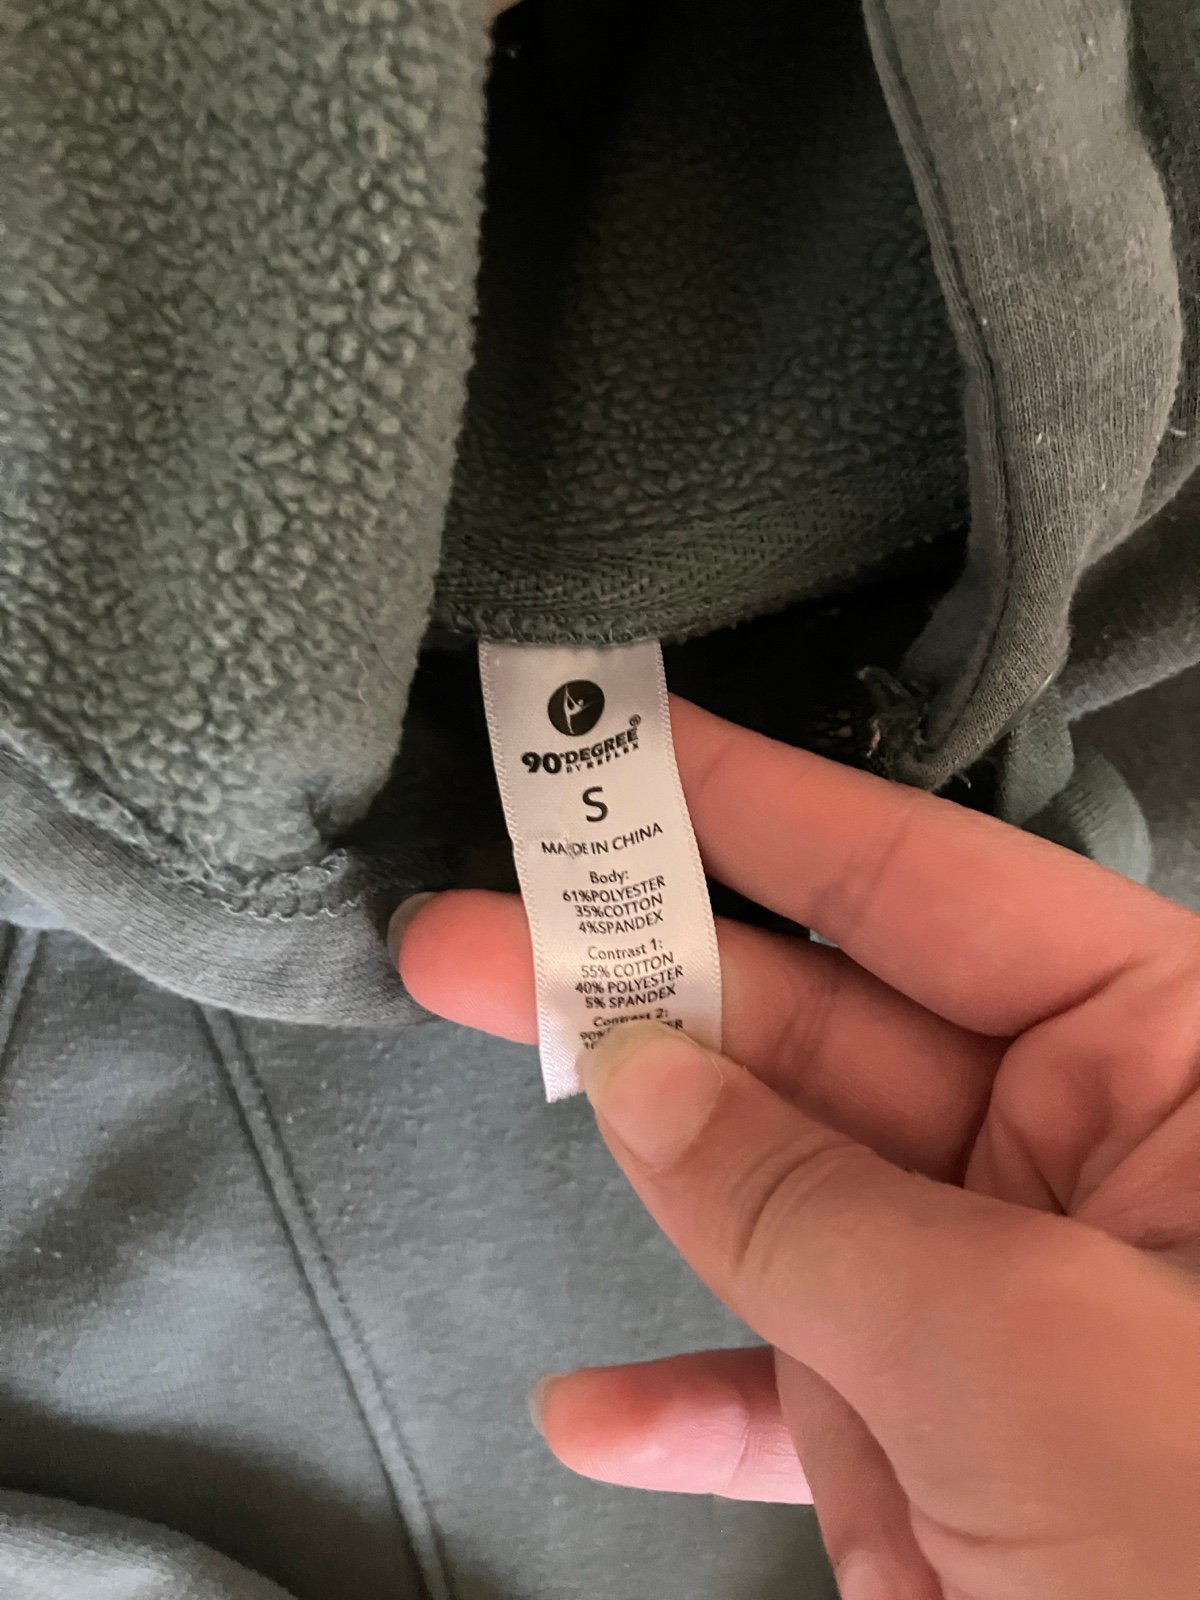 90°DEGREE®
BY REFLEX
S
MADE IN CHINA
Body:
61%POLYESTER
35%COTTON
4%SPANDEX
Contrast 1:
55% COTTON
40% POLYESTER
5% SPANDEX
Contrast 2:
90%